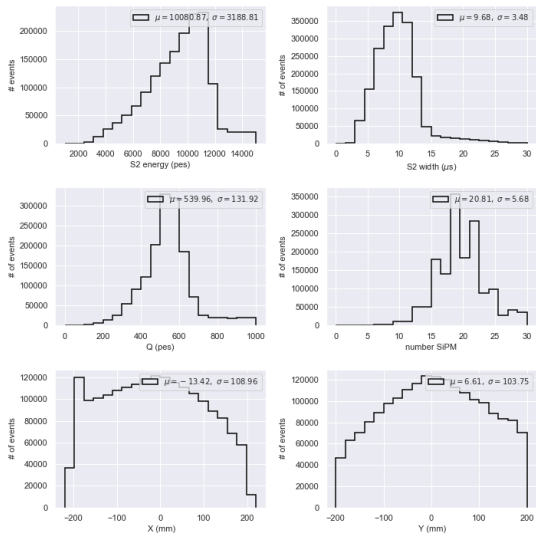 μ = 10080.87, σ = 3188.81
# of events
200000
150000
100000
50000
0
2000 4000 6000 8000 10000 12000 14000
S2 energy (pes)
μ = 9.68, σ = 3.48
# of events
350000
300000
250000
200000
150000
100000
50000
0
0 5 10 15 20 25 30
S2 width (μs)
μ = 539.96, σ = 131.92
# of events
300000
250000
200000
150000
100000
50000
0
0 200 400 600 800 1000
Q (pes)
μ = 20.81, σ = 5.68
# of events
350000
300000
250000
200000
150000
100000
50000
0
0 5 10 15 20 25 30
number SiPM
μ = −13.42, σ = 108.96
# of events
120000
100000
80000
60000
40000
20000
0
−200 −100 0 100 200
X (mm)
μ = 6.61, σ = 103.75
# of events
120000
100000
80000
60000
40000
20000
0
−200 −100 0 100 200
Y (mm)